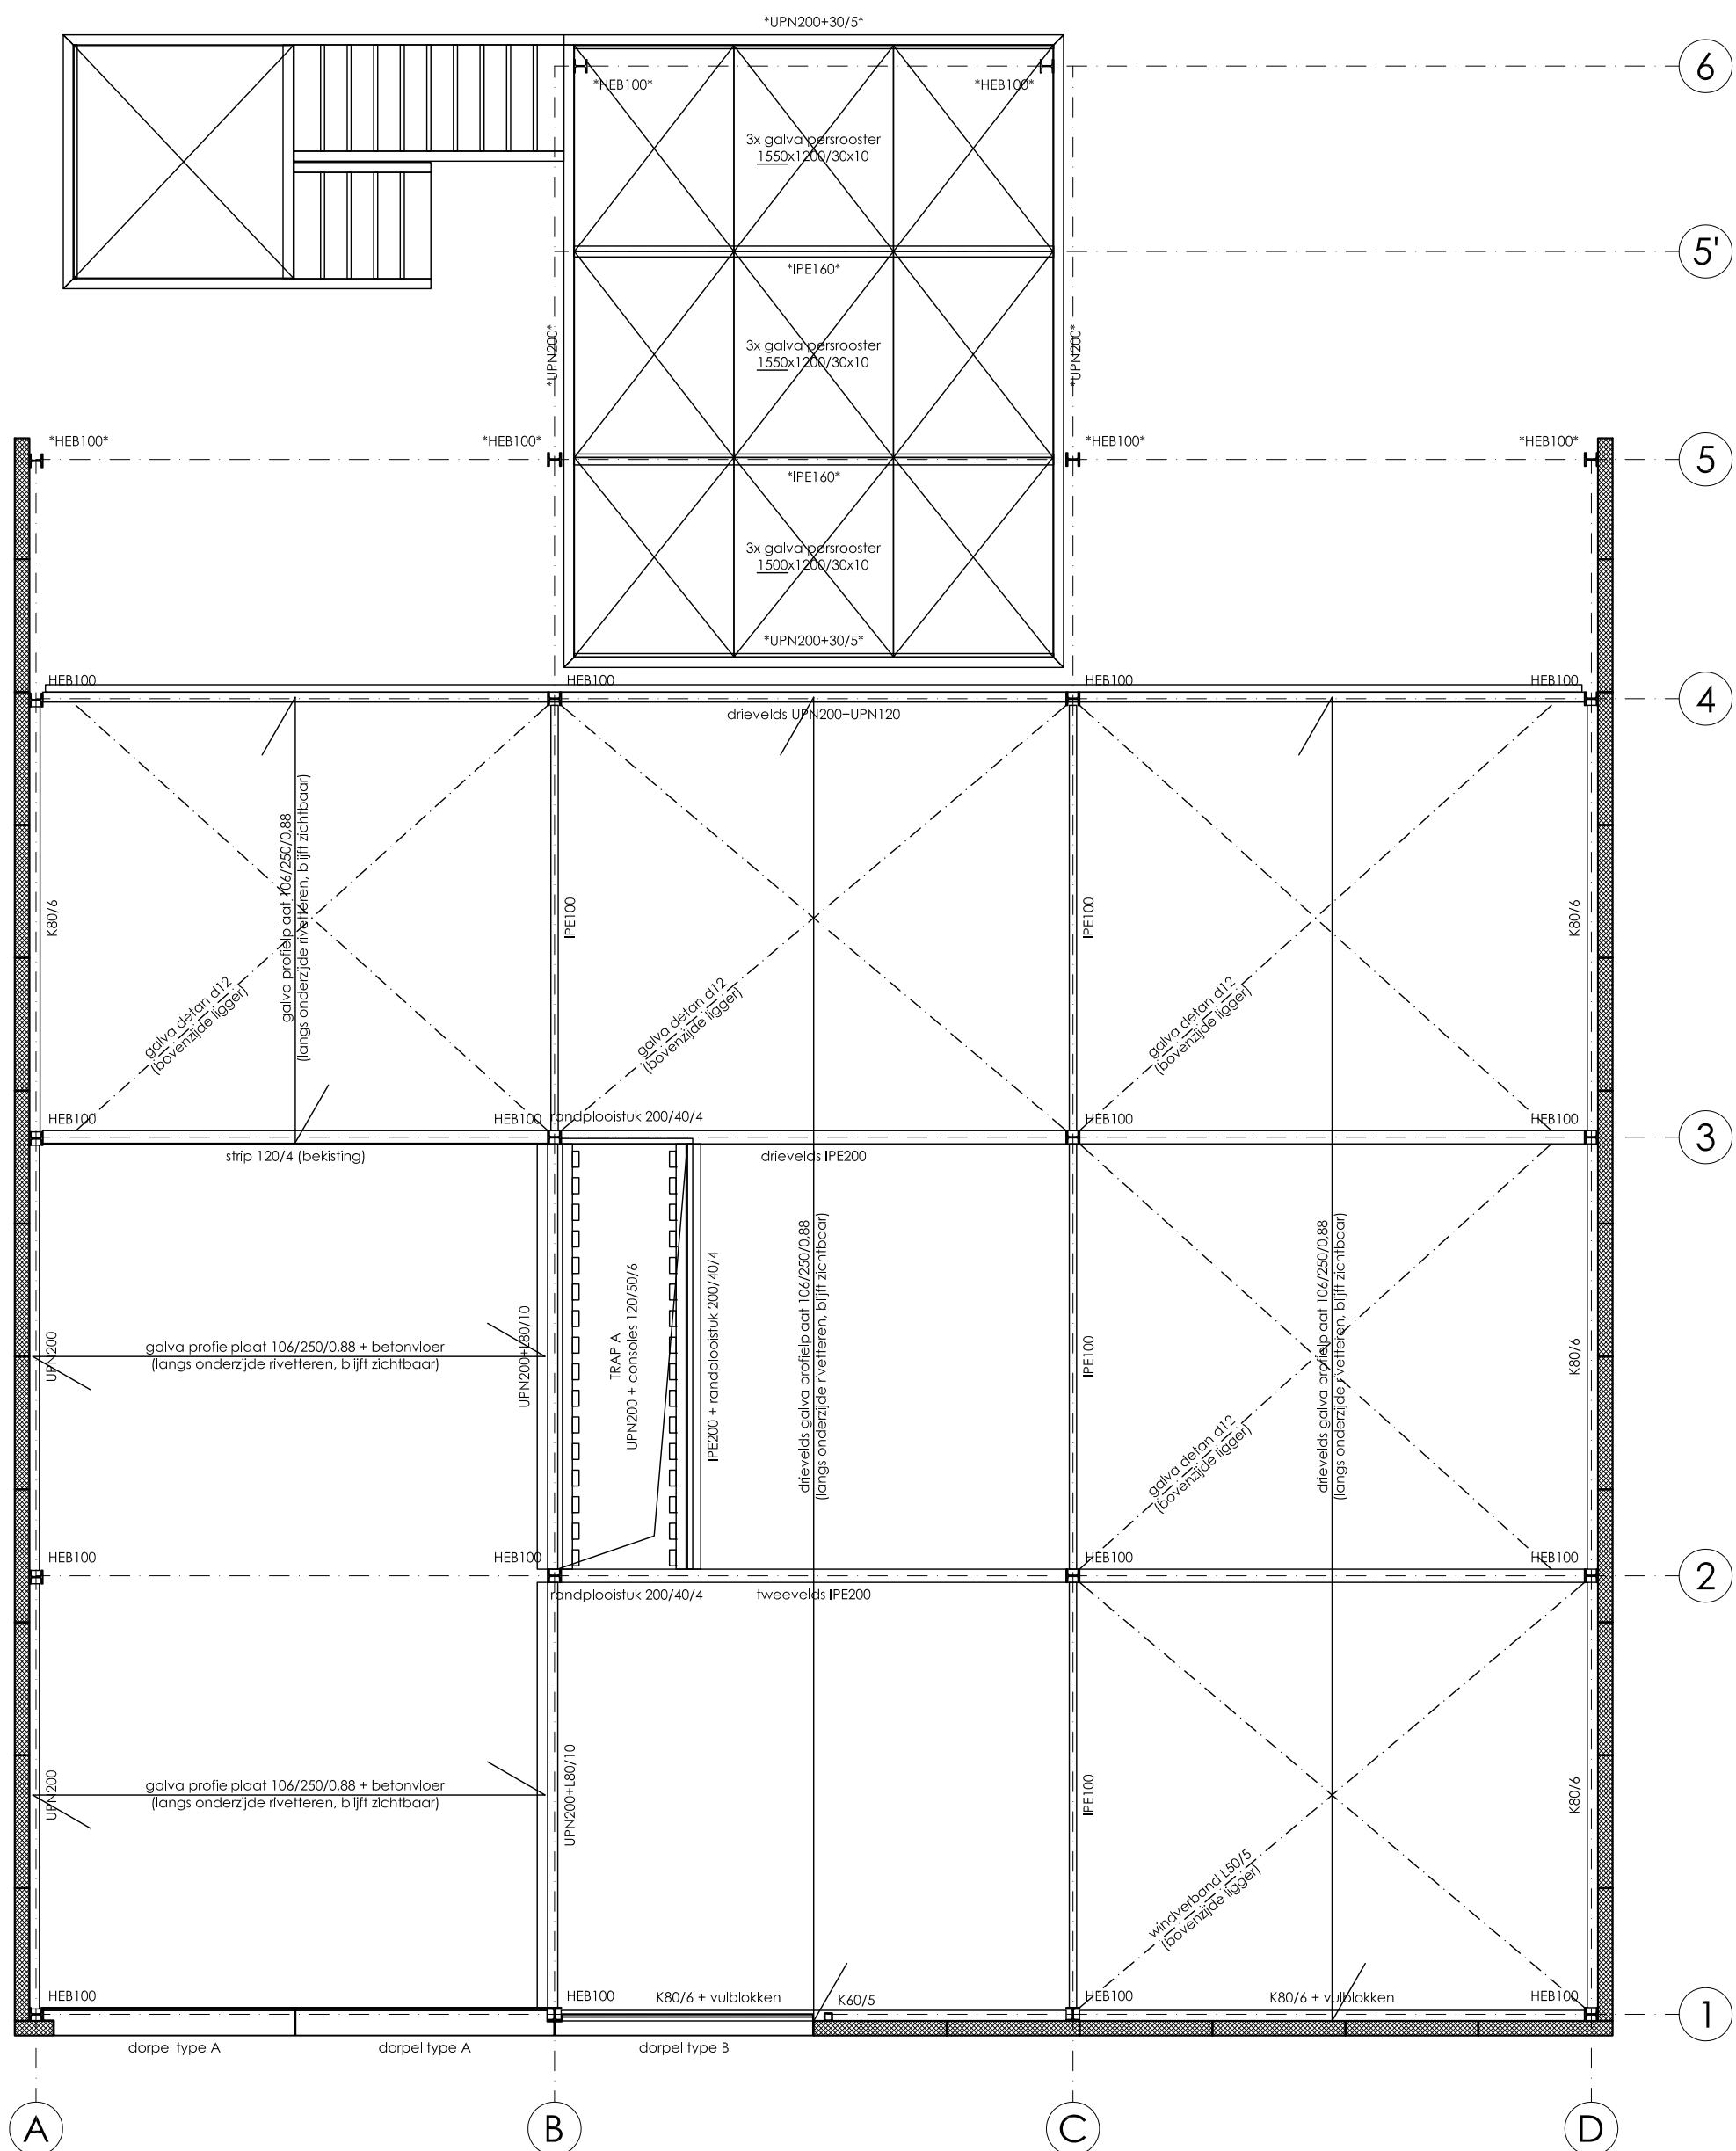 *UPN200+30/5*
6
*HEB100*
*HEB100*
3x galva persrooster
1550x1200/30x10
5'
*IPE160*
*UPN200*
*UPN200*
3x galva persrooster
1550x1200/30x10
*HEB100*
*HEB100*
*HEB100*
*HEB100*
5
*IPE160*
3x galva persrooster
1500x1200/30x10
*UPN200+30/5*
HEB100
HEB100
HEB100
HEB100
4
drievelds UPN200+UPN120
K80/6
galva profielplaat 106/250/0,88
(langs onderzijde rivetteren, blijft zichtbaar)
IPE100
IPE100
K80/6
galva detan d12
(bovenzijde ligger)
galva detan d12
(bovenzijde ligger)
galva detan d12
(bovenzijde ligger)
HEB100
HEB100
randplooistuk 200/40/4
HEB100
HEB100
3
strip 120/4 (bekisting)
drievelds IPE200
UPN200
galva profielplaat 106/250/0,88 + betonvloer
(langs onderzijde rivetteren, blijft zichtbaar)
UPN200+L80/10
TRAP A
UPN200 + consoles 120/50/6
IPE200 + randplooistuk 200/40/4
drievelds galva profielplaat 106/250/0,88
(langs onderzijde rivetteren, blijft zichtbaar)
IPE100
drievelds galva profielplaat 106/250/0,88
(langs onderzijde rivetteren, blijft zichtbaar)
K80/6
galva detan d12
(bovenzijde ligger)
HEB100
HEB100
HEB100
HEB100
2
randplooistuk 200/40/4
tweevelds IPE200
UPN200
galva profielplaat 106/250/0,88 + betonvloer
(langs onderzijde rivetteren, blijft zichtbaar)
UPN200+L80/10
IPE100
K80/6
windverband L50/5
(bovenzijde ligger)
HEB100
HEB100
K80/6 + vulblokken
K60/5
HEB100
K80/6 + vulblokken
HEB100
1
dorpel type A
dorpel type A
dorpel type B
A
B
C
D